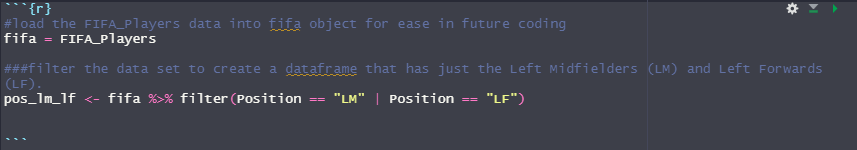 ```{r}
#load the FIFA_Players data into fifa object for ease in future coding
fifa = FIFA_Players
###filter the data set to create a dataframe that has just the Left Midfielders (LM) and Left Forwards
(LF).
pos_lm_lf <- fifa %>% filter(Position == "LM" | Position == "LF")
```